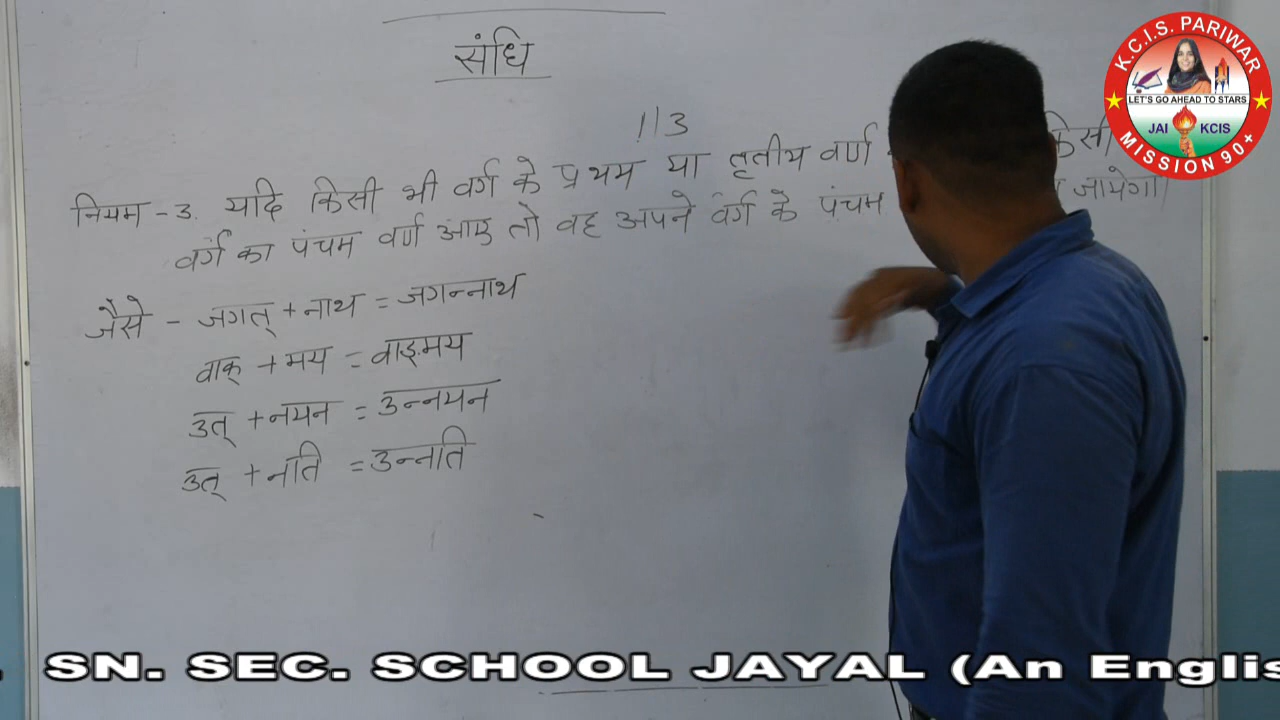 संधि
1/3
नियम -3. यदि किसी भी वर्ग के प्रथम या तृतीय वर्ण किसी
वर्ग का पंचम वर्ण आए तो वह अपने वर्ग के पंचम जायेगा।
जैसे - जगत् + नाथ = जगन्नाथ
वाक् + मय = वाङ्मय
उत् + नयन = उन्नयन
उत् + नति = उन्नति
K.C.I.S. PARIWAR
LET'S GO AHEAD TO STARS
JAI KCIS
MISSION 90+
SN. SEC. SCHOOL JAYAL (An Englis